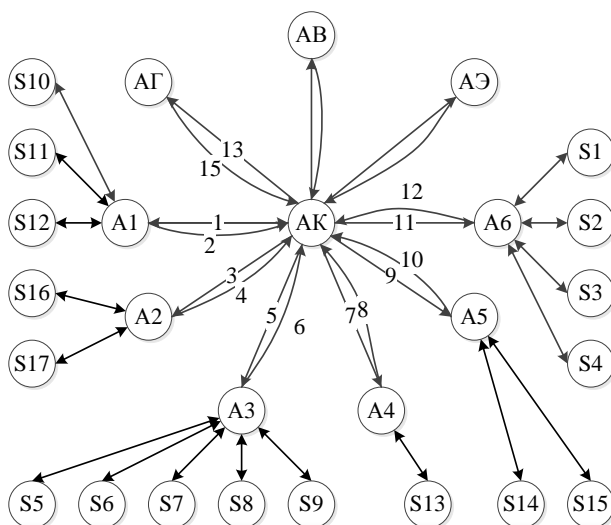 АВ
S10 АГ АЭ
S11 13 S1
15
12
S12 А1 1 АК 11 А6 S2
2
10
3 9
S16 4 S3
А2 5 6 7 8 А5
S17 S4
А3 А4
S5 S6 S7 S8 S9 S13 S14 S15